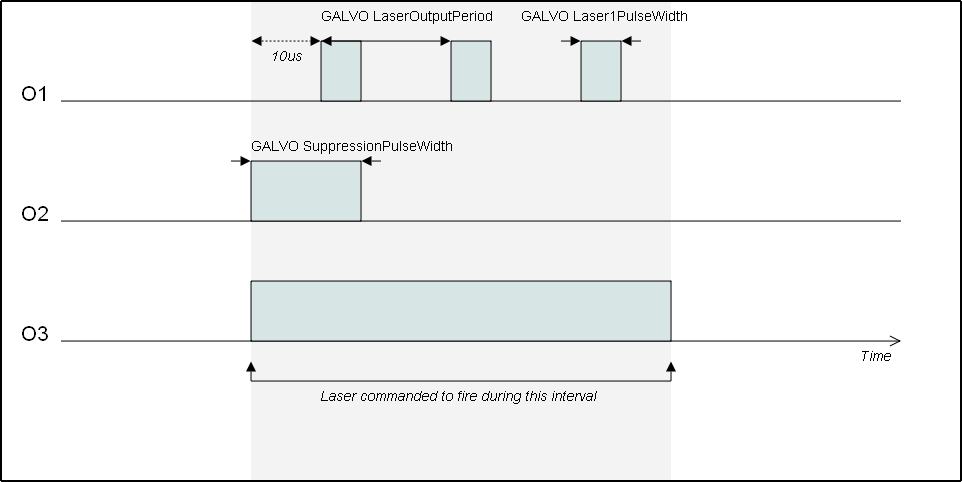 GALVO LaserOutputPeriod
GALVO Laser1PulseWidth
10us
O1
GALVO SuppressionPulseWidth
O2
O3
Time
Laser commanded to fire during this interval